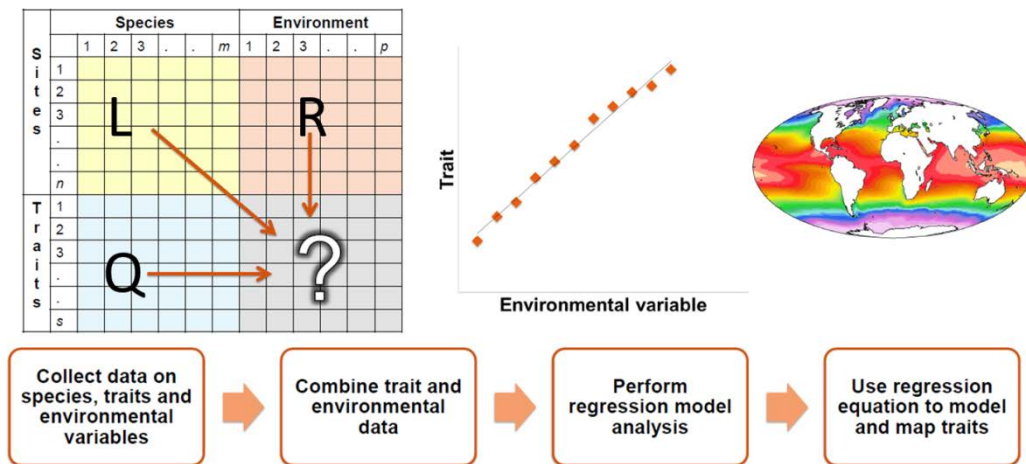 Species Environment
1 2 3 . . m 1 2 3 . . p
Sites
1
2
3
.
.
n
L R
Traits
1
2
3
.
.
s
Q ?
Trait
Environmental variable
Collect data on
species, traits and
environmental
variables
Combine trait and
environmental
data
Perform
regression model
analysis
Use regression
equation to model
and map traits